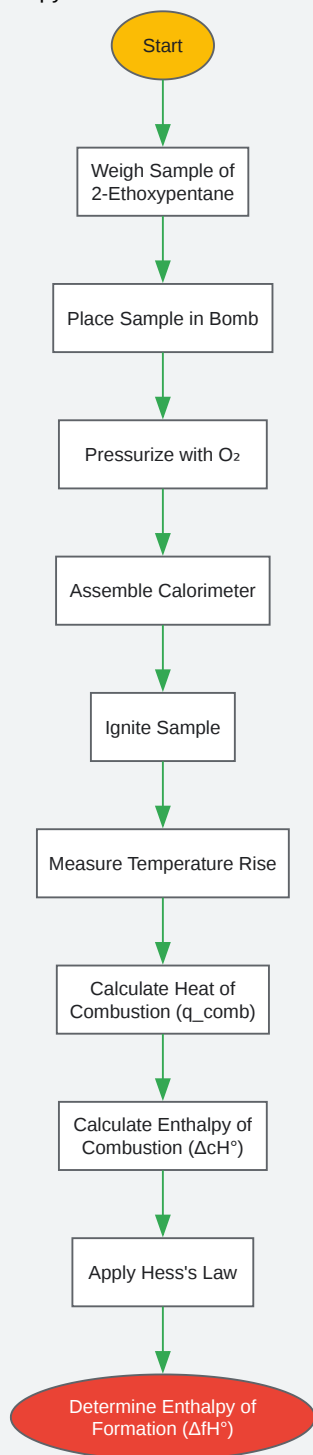 Start
Weigh Sample of
2-Ethoxypentane
Place Sample in Bomb
Pressurize with O₂
Assemble Calorimeter
Ignite Sample
Measure Temperature Rise
Calculate Heat of
Combustion (q_comb)
Calculate Enthalpy of
Combustion (ΔcH°)
Apply Hess's Law
Determine Enthalpy of
Formation (ΔfH°)